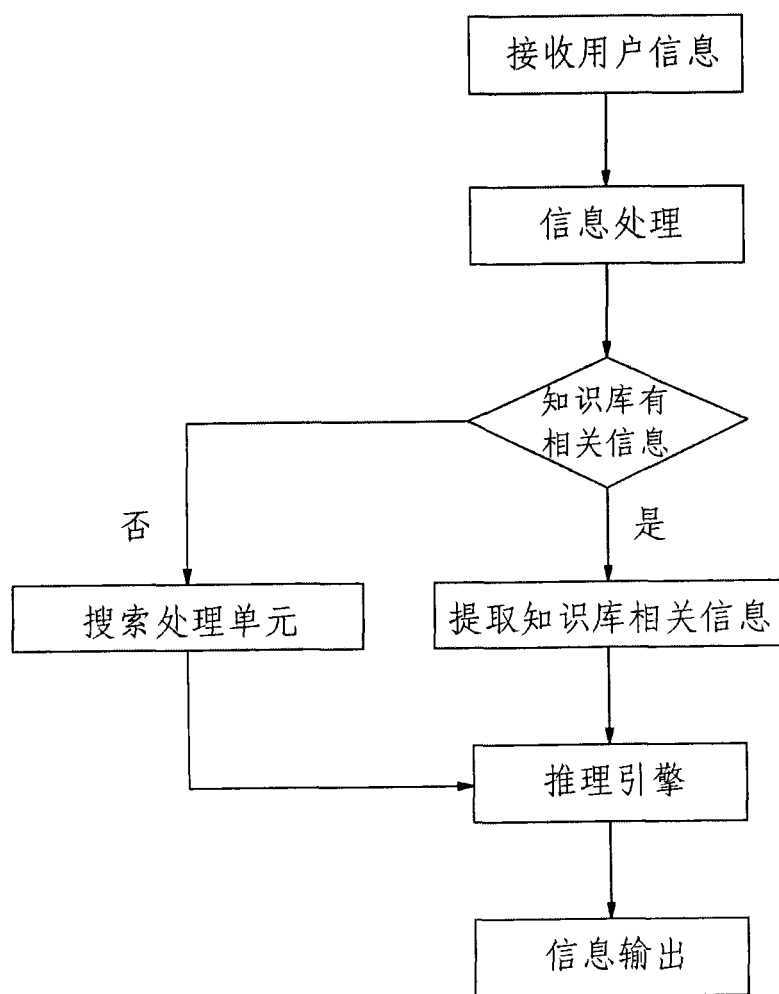 接收用户信息
信息处理
知识库有
相关信息
否
是
搜索处理单元
提取知识库相关信息
推理引擎
信息输出